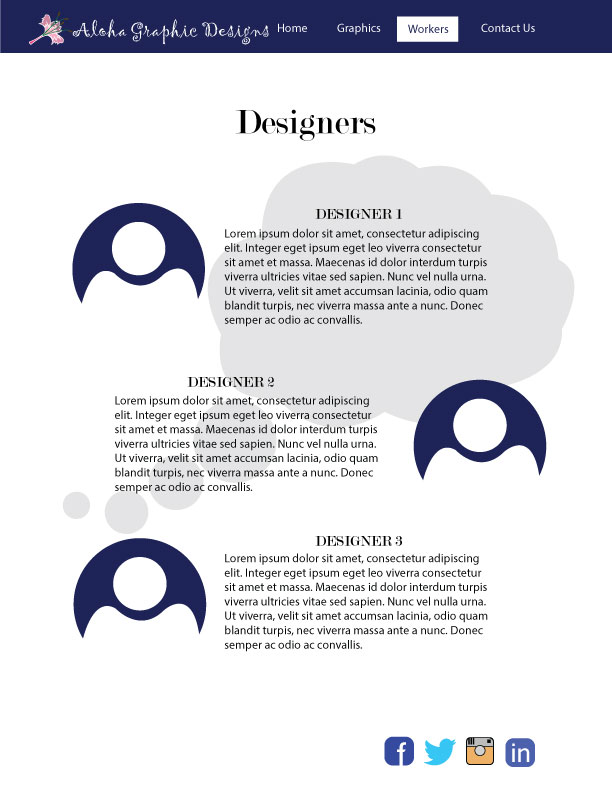 Aloha Graphic Designs Home Graphics Workers Contact Us
Designers
DESIGNER 1
Lorem ipsum dolor sit amet, consectetur adipiscing
elit. Integer eget ipsum eget leo viverra consectetur
sit amet et massa. Maecenas id dolor interdum turpis
viverra ultricies vitae sed sapien. Nunc vel nulla urna.
Ut viverra, velit sit amet accumsan lacinia, odio quam
blandit turpis, nec viverra massa ante a nunc. Donec
semper ac odio ac convallis.
DESIGNER 2
Lorem ipsum dolor sit amet, consectetur adipiscing
elit. Integer eget ipsum eget leo viverra consectetur
sit amet et massa. Maecenas id dolor interdum turpis
viverra ultricies vitae sed sapien. Nunc vel nulla urna.
Ut viverra, velit sit amet accumsan lacinia, odio quam
blandit turpis, nec viverra massa ante a nunc. Donec
semper ac odio ac convallis.
DESIGNER 3
Lorem ipsum dolor sit amet, consectetur adipiscing
elit. Integer eget ipsum eget leo viverra consectetur
sit amet et massa. Maecenas id dolor interdum turpis
viverra ultricies vitae sed sapien. Nunc vel nulla urna.
Ut viverra, velit sit amet accumsan lacinia, odio quam
blandit turpis, nec viverra massa ante a nunc. Donec
semper ac odio ac convallis.
f in